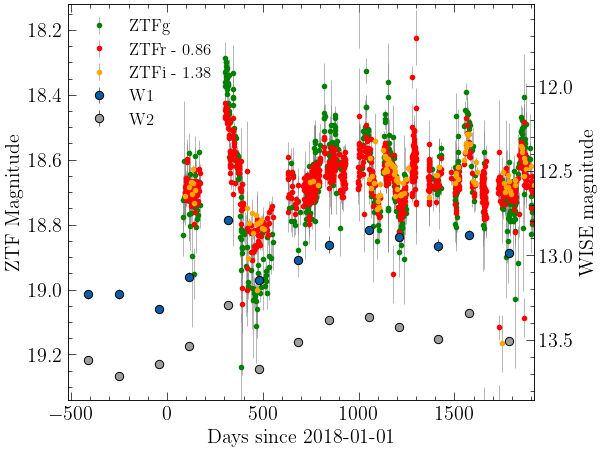 ZTFg
ZTFr - 0.86
ZTFi - 1.38
W1
W2
18.2
18.4
18.6
18.8
19.0
19.2
ZTF Magnitude
12.0
12.5
13.0
13.5
WISE magnitude
−500
0
500
1000
1500
Days since 2018-01-01